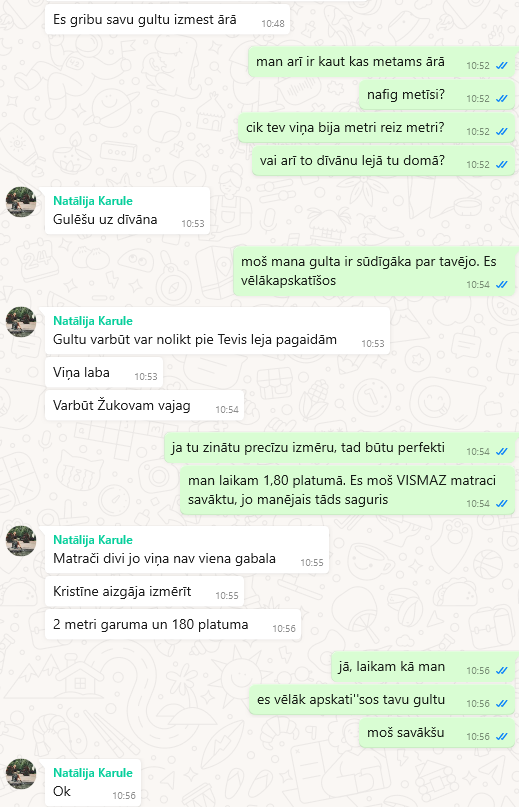 Es gribu savu gultu izmest ārā 10:48
man arī ir kaut kas metams ārā 10:52
nafig metīsi? 10:52
cik tev viņa bija metri reiz metri? 10:52
vai arī to dīvānu lejā tu domā? 10:52
Natālija Karule
Gulēšu uz dīvāna 10:53
moš mana gulta ir sūdīgāka par tavējo. Es
vēlākapskatīšos 10:54
Natālija Karule
Gultu varbūt var nolikt pie Tevis leja pagaidām 10:53
Viņa laba 10:53
Varbūt Žukovam vajag 10:54
ja tu zinātu precīzu izmēru, tad būtu perfekti 10:54
man laikam 1,80 platumā. Es moš VISMAZ matraci
savāktu, jo manējais tāds saguris 10:54
Natālija Karule
Matrači divi jo viņa nav viena gabala 10:55
Kristīne aizgāja izmērīt 10:55
2 metri garuma un 180 platuma 10:56
jā, laikam kā man 10:56
es vēlāk apskati''sos tavu gultu 10:56
moš savākšu 10:56
Natālija Karule
Ok 10:56